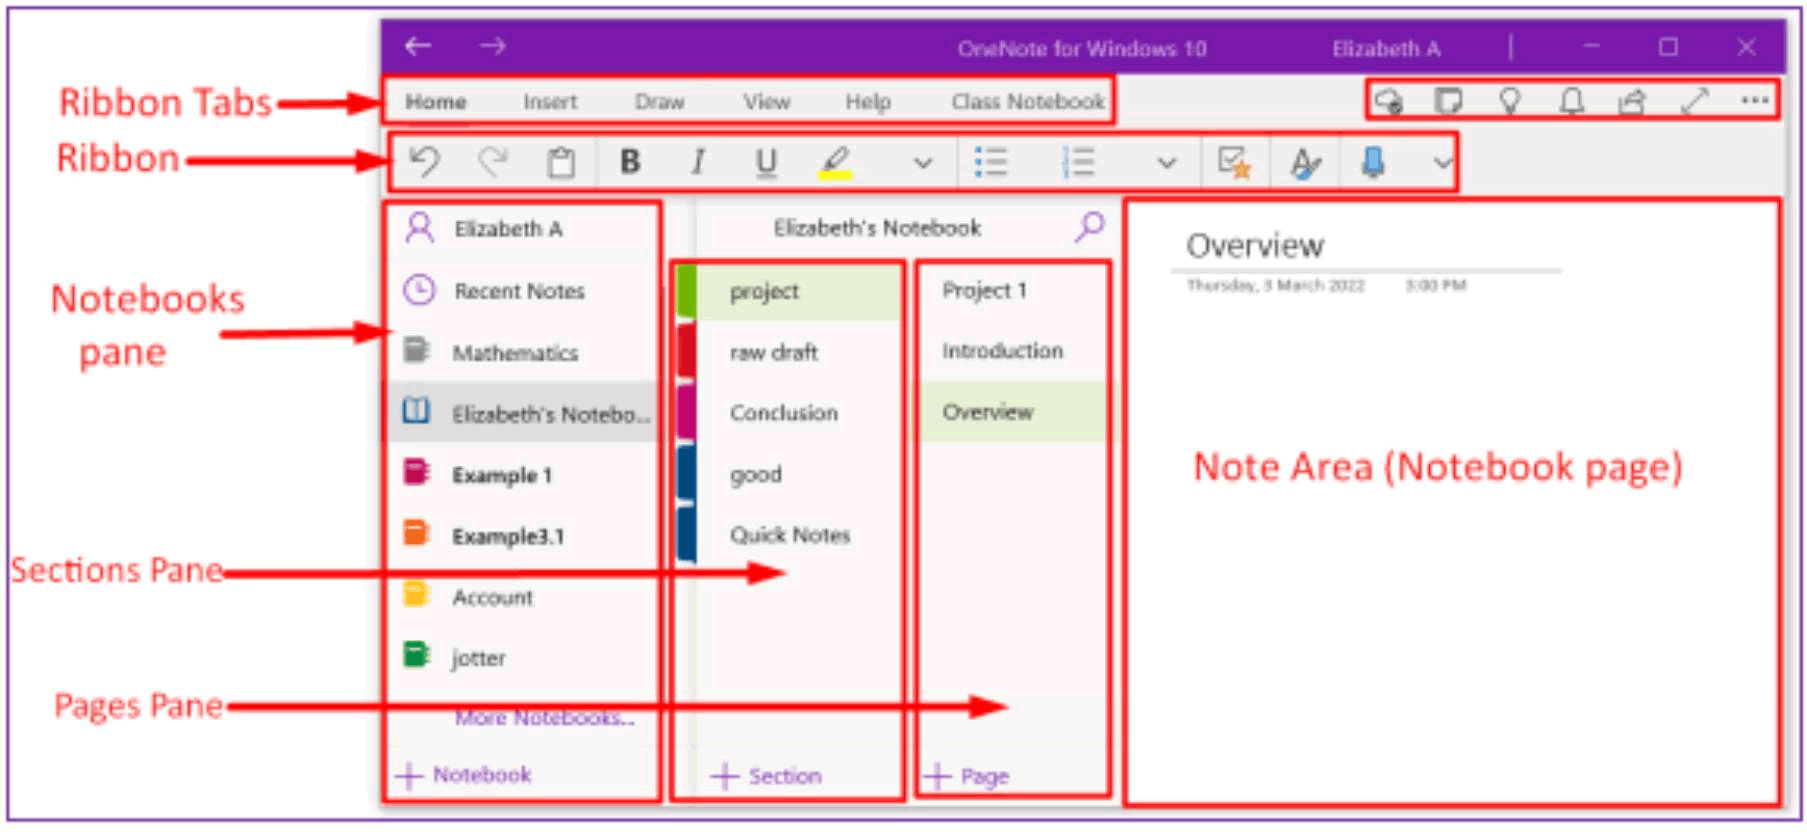 OneNote for Windows 10
Elizabeth A
Ribbon Tabs
Home Insert Draw View Help Class Notebook
Ribbon
B I U
Notebooks
pane
Elizabeth A
Recent Notes
Mathematics
Elizabeth's Notebo...
Example 1
Example3.1
Account
jotter
More Notebooks..
+ Notebook
Sections Pane
Pages Pane
Elizabeth's Notebook
project
raw draft
Conclusion
good
Quick Notes
+ Section
Project 1
Introduction
Overview
+ Page
Overview
Thursday, 3 March 2022 3:00 PM
Note Area (Notebook page)